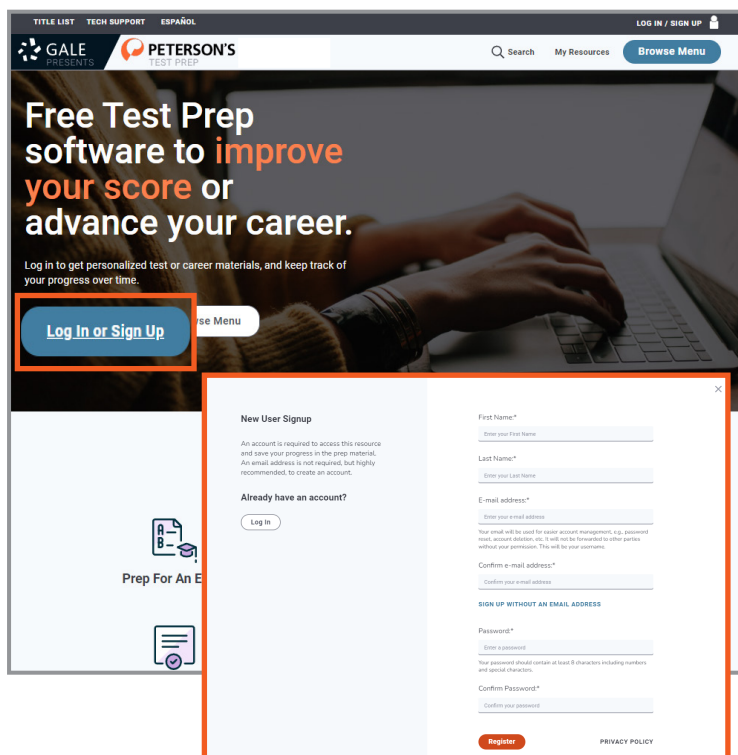 TITLE LIST TECH SUPPORT ESPAÑOL LOG IN / SIGN UP
GALE PRESENTS PETERSON'S TEST PREP Search My Resources Browse Menu
Free Test Prep
software to improve
your score or
advance your career.
Log in to get personalized test or career materials, and keep track of
your progress over time.
Log In or Sign Up
Menu
Prep For An E
New User Signup
An account is required to access this resource
and save your progress in the prep material.
An email address is not required, but highly
recommended, to create an account.
Already have an account?
Log In
First Name:*
Enter your First Name
Last Name:*
Enter your Last Name
E-mail address:*
Enter your e-mail address
Your email will be used for easier account management, e.g., password
reset, account deletion, etc. It will not be forwarded to other parties
without your permission. This will be your username.
Confirm e-mail address:*
Confirm your e-mail address
SIGN UP WITHOUT AN EMAIL ADDRESS
Password:*
Enter a password
Your password should contain at least 8 characters including numbers
and special characters.
Confirm Password:*
Confirm your password
Register PRIVACY POLICY